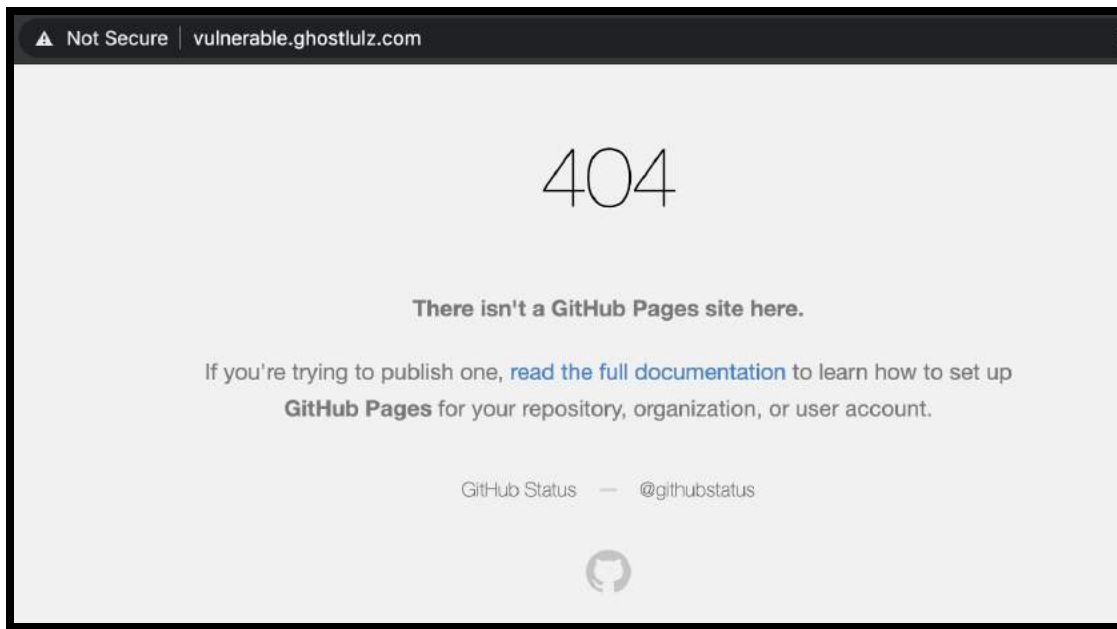 Not Secure | vulnerable.ghostlulz.com
404
There isn't a GitHub Pages site here.
If you're trying to publish one, read the full documentation to learn how to set up
GitHub Pages for your repository, organization, or user account.
GitHub Status — @githubstatus